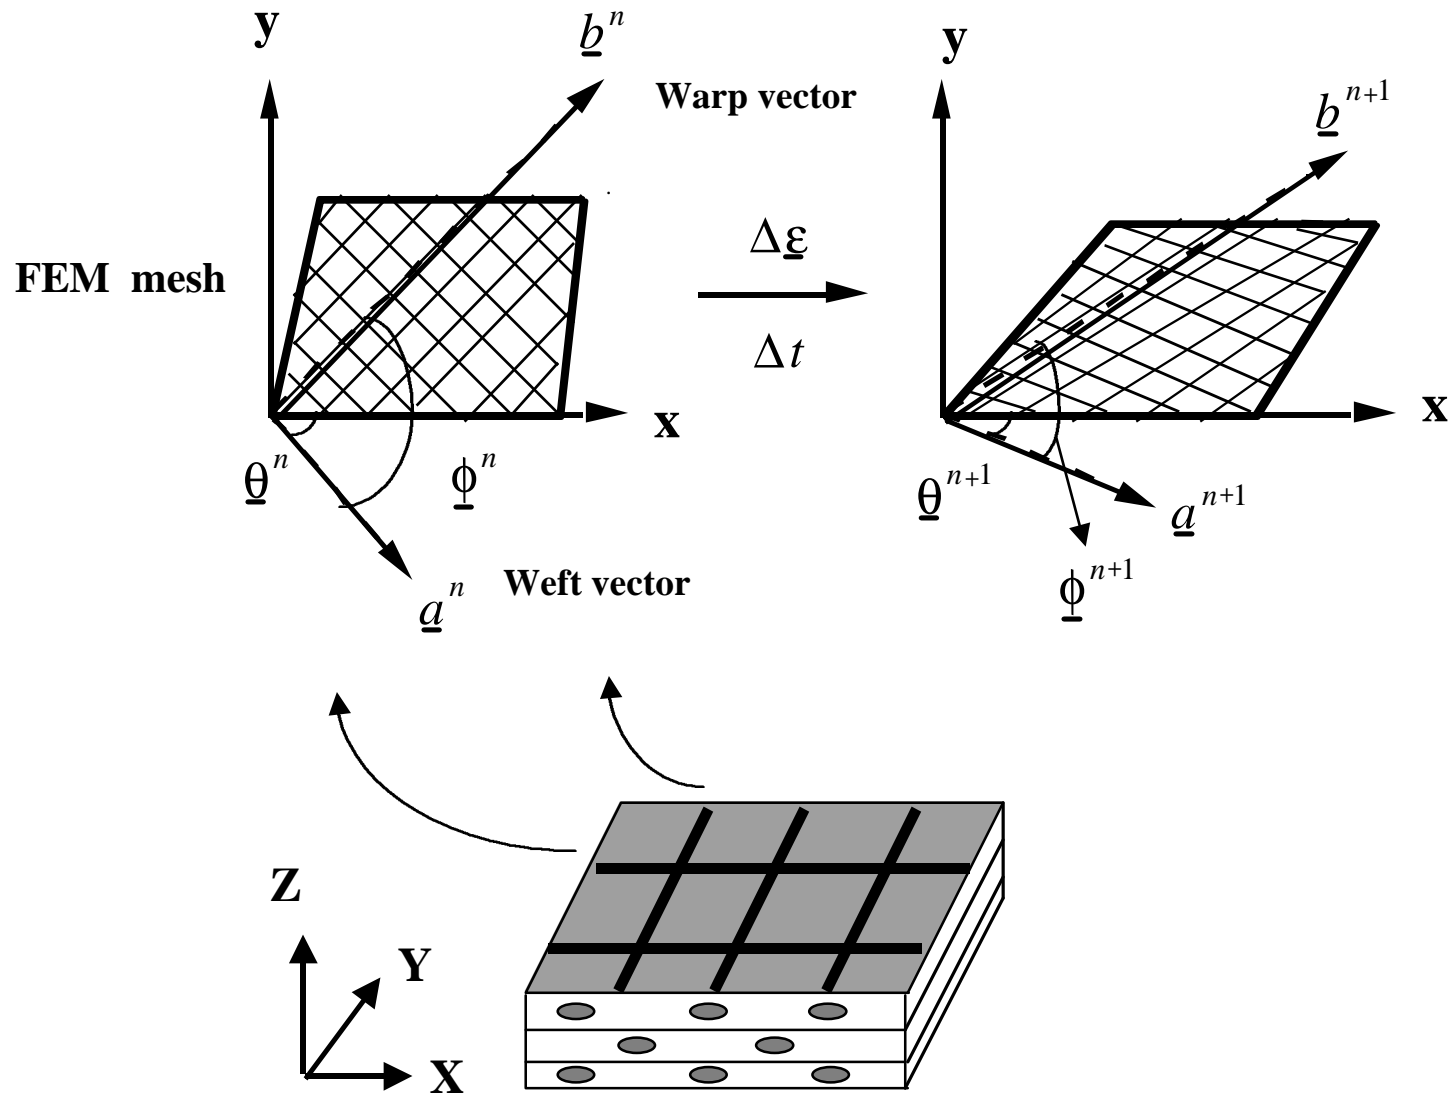 y
b^n
Warp vector
y
b^{n+1}
FEM mesh
Δε
Δt
x
x
θ^n
ϕ^n
θ^{n+1}
a^{n+1}
ϕ^{n+1}
a^n
Weft vector
Z
Y
X